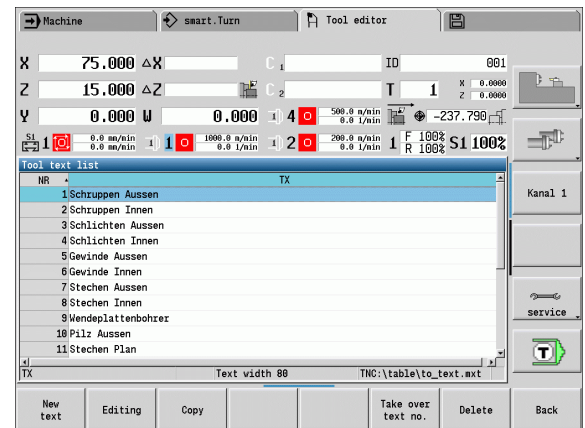 Machine smart.Turn Tool editor
X 75.000 △X C 1 ID 001
Z 15.000 △Z C 2 T 1 X 0.0000 Z 0.0000
Y 0.000 W 0.000 4 500.0 m/min 0.0 1/min -237.790
S1 1 0.0 mm/min 0.0 mm/min 1 1000.0 1/min 0.0 1/min 2 200.0 m/min 0.0 1/min 1 F 100% R 100% S1 100%
Tool text list
NR TX
1 Schruppen Aussen
2 Schruppen Innen
3 Schlichten Aussen
4 Schlichten Innen
5 Gewinde Aussen
6 Gewinde Innen
7 Stechen Aussen
8 Stechen Innen
9 Wendeplattenbohrer
10 Pilz Aussen
11 Stechen Plan
TX Text width 80 TNC:\table\to_text.mxt
Kanal 1
service
T
New text Editing Copy Take over text no. Delete Back